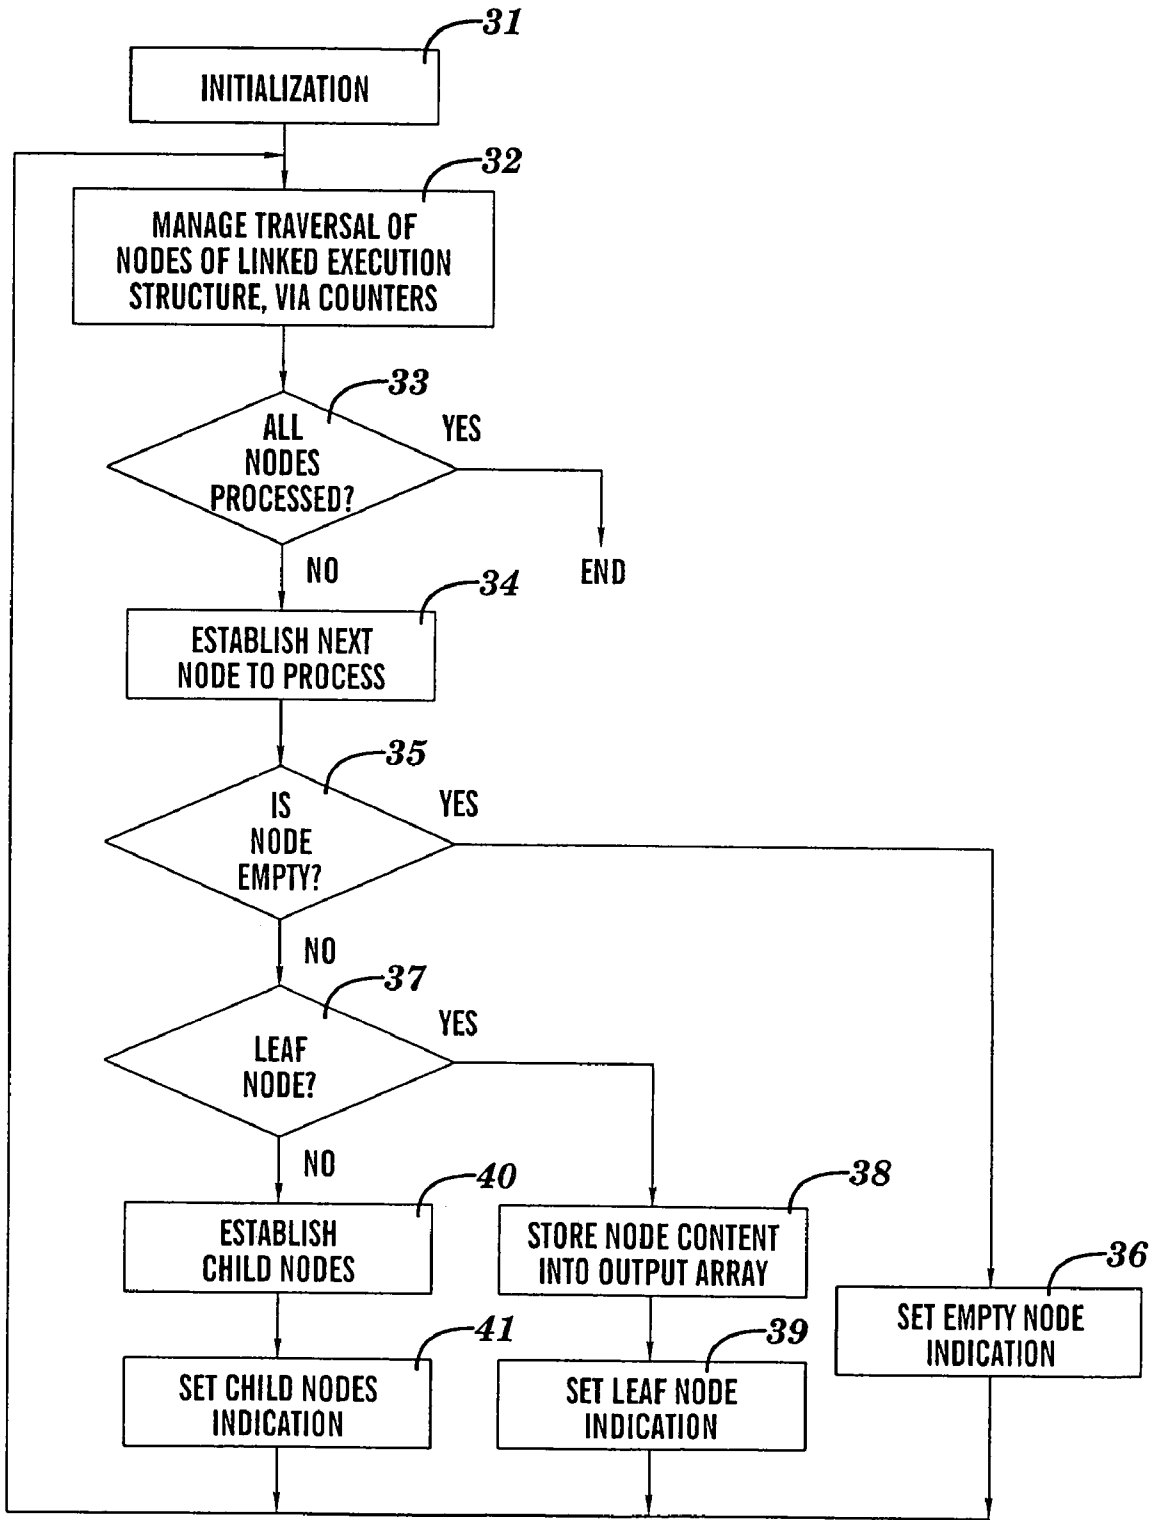 31
INITIALIZATION
32
MANAGE TRAVERSAL OF
NODES OF LINKED EXECUTION
STRUCTURE, VIA COUNTERS
33
ALL
NODES
PROCESSED?
YES
END
NO
34
ESTABLISH NEXT
NODE TO PROCESS
35
IS
NODE
EMPTY?
YES
NO
37
LEAF
NODE?
YES
NO
40
ESTABLISH
CHILD NODES
38
STORE NODE CONTENT
INTO OUTPUT ARRAY
36
SET EMPTY NODE
INDICATION
41
SET CHILD NODES
INDICATION
39
SET LEAF NODE
INDICATION